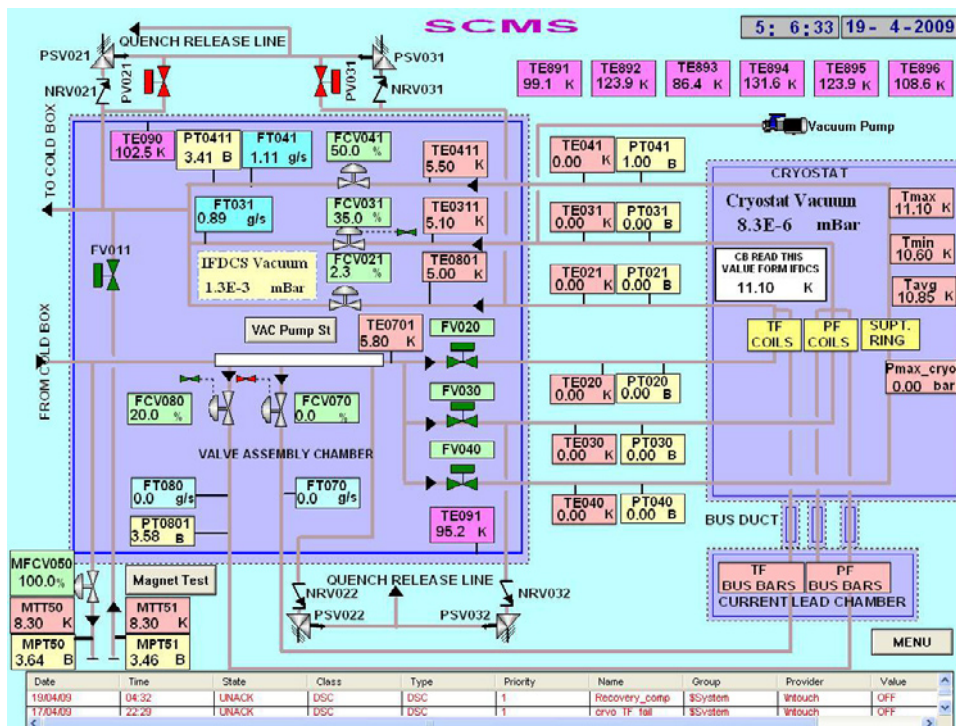 SCMS
5: 6:33 19- 4-2009
QUENCH RELEASE LINE
PSV021
PV021
NRV021
PSV031
PV031
NRV031
TE891
99.1 K
TE892
123.9 K
TE893
86.4 K
TE894
131.6 K
TE895
123.9 K
TE896
108.6 K
Vacuum Pump
TO COLD BOX
TE090
102.5 K
PT0411
3.41 B
FT041
1.11 g/s
FCV041
50.0 %
TE0411
5.50 K
TE041
0.00 K
PT041
1.00 B
CRYOSTAT
Cryostat Vacuum
8.3E-6 mBar
Tmax
11.10 K
FT031
0.89 g/s
FCV031
35.0 %
TE0311
5.10 K
TE031
0.00 K
PT031
0.00 B
Tmin
10.60 K
FV011
IFDCS Vacuum
1.3E-3 mBar
FCV021
2.3 %
TE0801
5.00 K
TE021
0.00 K
PT021
0.00 B
CB READ THIS
VALUE FORM IFDCS
11.10 K
Tavg
10.85 K
VAC Pump St
TE0701
5.80 K
FV020
TF
COILS
PF
COILS
SUPT.
RING
FROM COLD BOX
FCV080
20.0 %
FCV070
0.0 %
FV030
TE020
0.00 K
PT020
0.00 B
Pmax_cryo
0.00 bar
VALVE ASSEMBLY CHAMBER
FV040
TE030
0.00 K
PT030
0.00 B
FT080
0.0 g/s
FT070
0.0 g/s
TE040
0.00 K
PT040
0.00 B
PT0801
3.58 B
TE091
95.2 K
BUS DUCT
MFCV050
100.0 %
Magnet Test
MTT50
8.30 K
MTT51
8.30 K
MPT50
3.64 B
MPT51
3.46 B
QUENCH RELEASE LINE
NRV022
PSV022
PSV032
NRV032
TF
BUS BARS
PF
BUS BARS
CURRENT LEAD CHAMBER
MENU
Date Time State Class Type Priority Name Group Provider Value
19/04/09 04:32 UNACK DSC DSC 1 Recovery_comp $System \Intouch OFF
17/04/09 22:29 UNACK DSC DSC 1 cryo_TF_fail $System \Intouch OFF